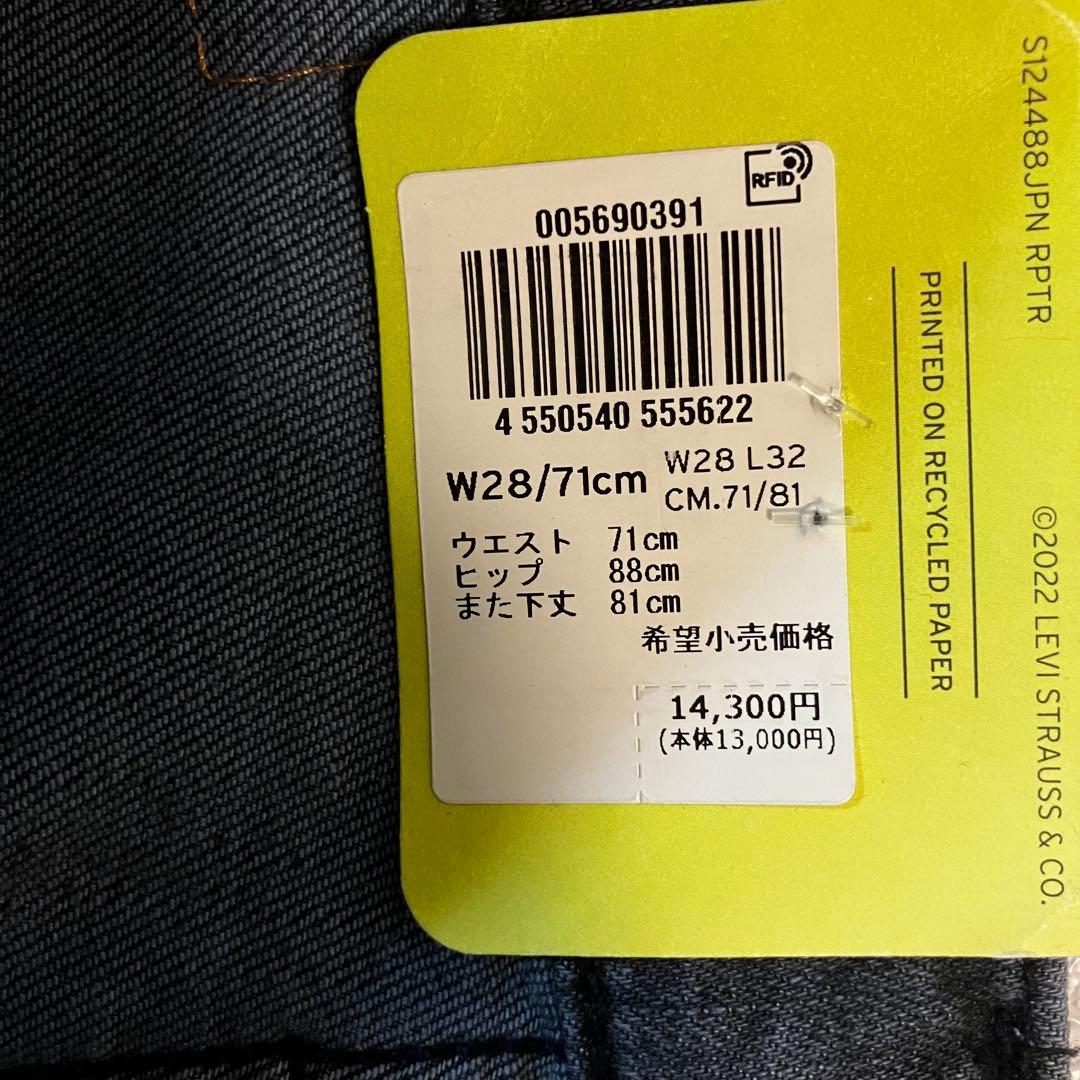 RFID
005690391
4 550540 555622
W28/71cm
W28 L32
CM.71/81
ウエスト 71cm
ヒップ 88cm
また下丈 81cm
希望小売価格
14,300円
(本体13,000円)
PRINTED ON RECYCLED PAPER
S124488JPN RPTR
©2022 LEVI STRAUSS & CO.